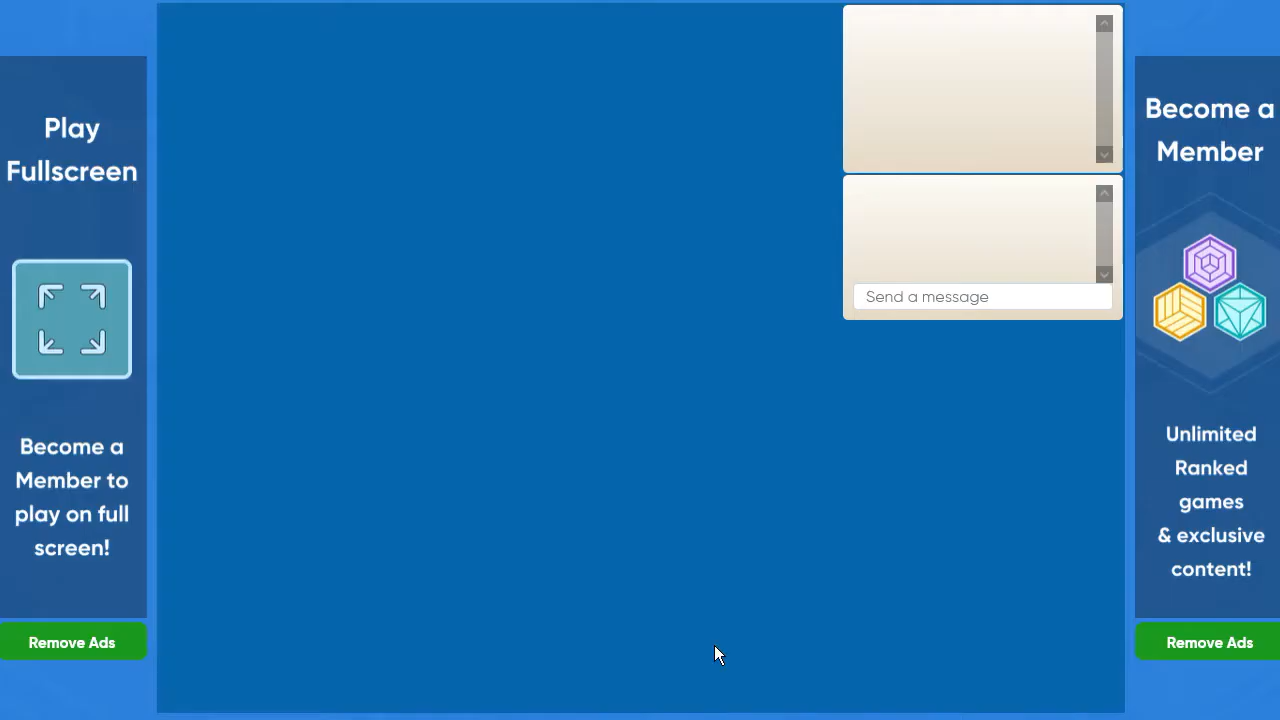 Play
Fullscreen
Become a
Member to
play on full
screen!
Remove Ads
Send a message
Become a
Member
Unlimited
Ranked
games
& exclusive
content!
Remove Ads